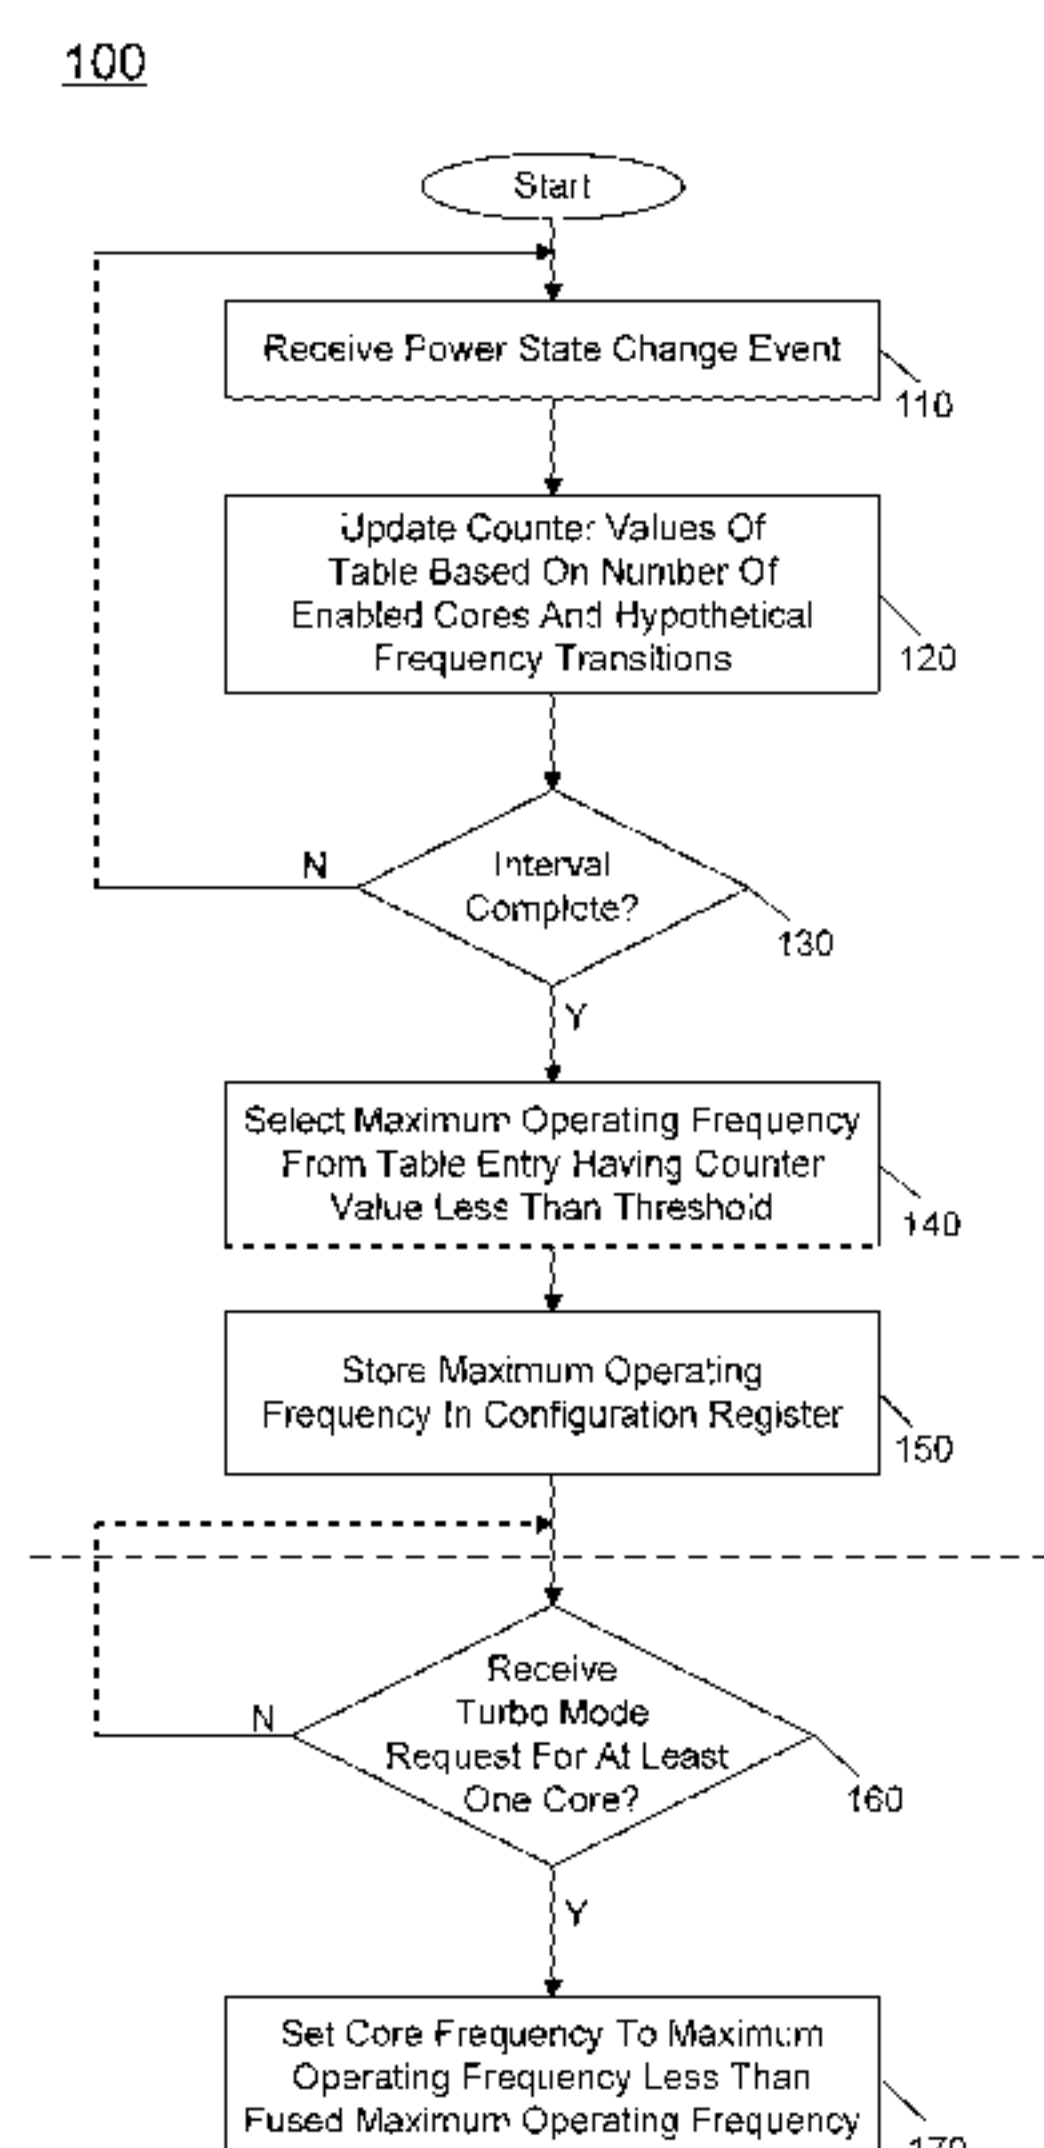 100
Start
Receive Power State Change Event
110
Update Counter Values Of
Table Based On Number Of
Enabled Cores And Hypothetical
Frequency Transitions
120
N
Interval
Complete?
130
Y
Select Maximum Operating Frequency
From Table Entry Having Counter
Value Less Than Threshold
140
Store Maximum Operating
Frequency In Configuration Register
150
Receive
Turbo Mode
Request For At Least
One Core?
N
160
Y
Set Core Frequency To Maximum
Operating Frequency Less Than
Fused Maximum Operating Frequency